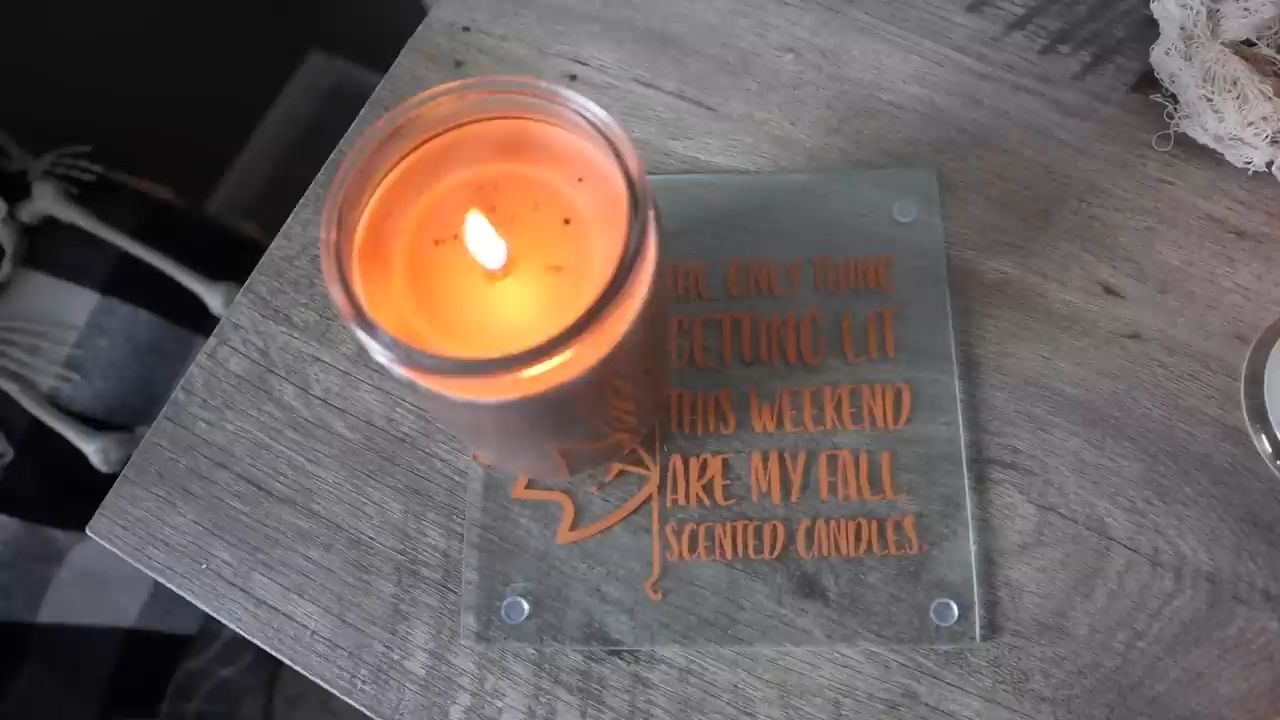 THE ONLY THING
GETTING LIT
THIS WEEKEND
ARE MY FALL
SCENTED CANDLES.